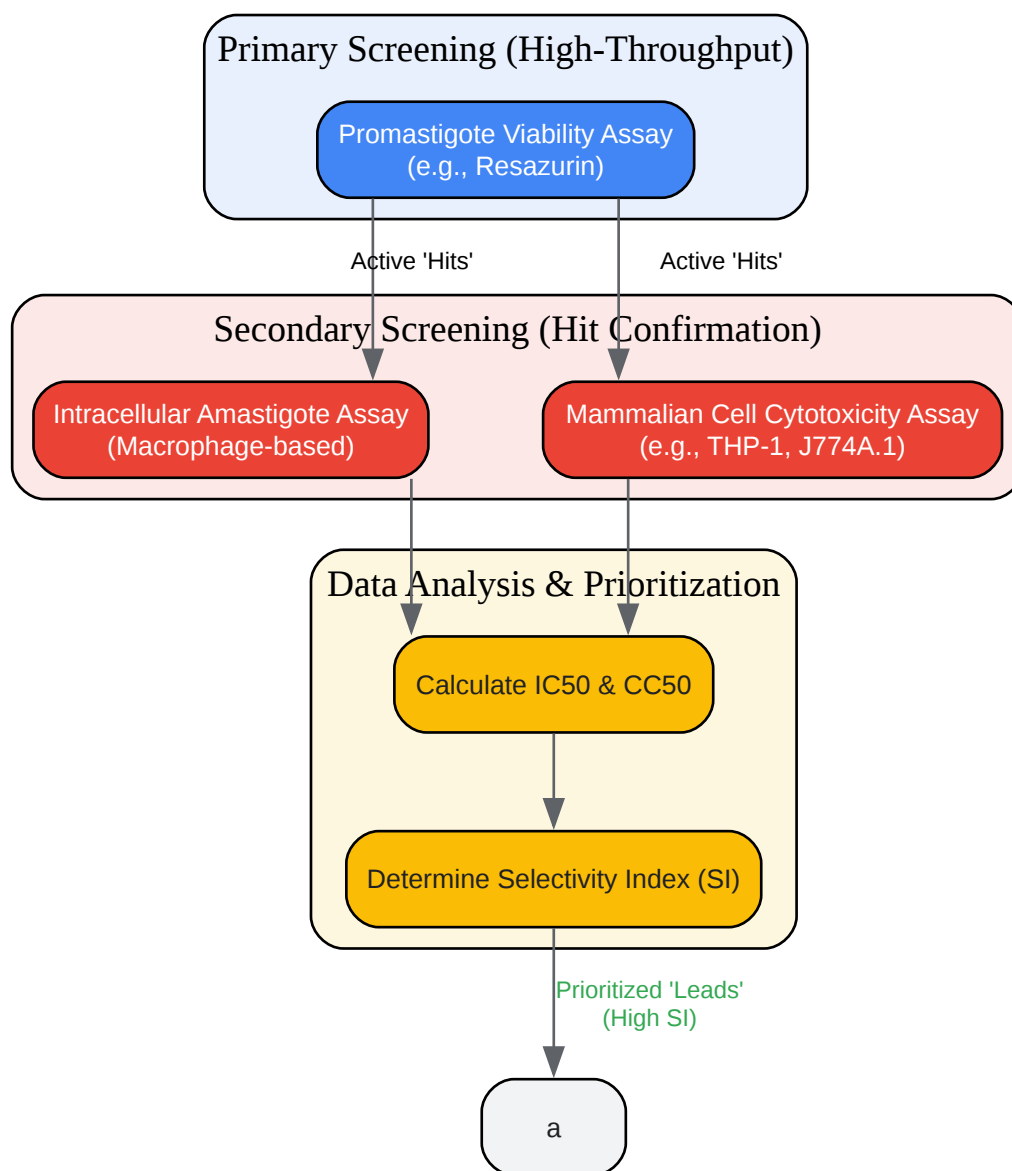 Primary Screening (High-Throughput)
Promastigote Viability Assay
(e.g., Resazurin)
Active 'Hits'
Active 'Hits'
Secondary Screening (Hit Confirmation)
Intracellular Amastigote Assay
(Macrophage-based)
Mammalian Cell Cytotoxicity Assay
(e.g., THP-1, J774A.1)
Data Analysis & Prioritization
Calculate IC50 & CC50
Determine Selectivity Index (SI)
Prioritized 'Leads'
(High SI)
a